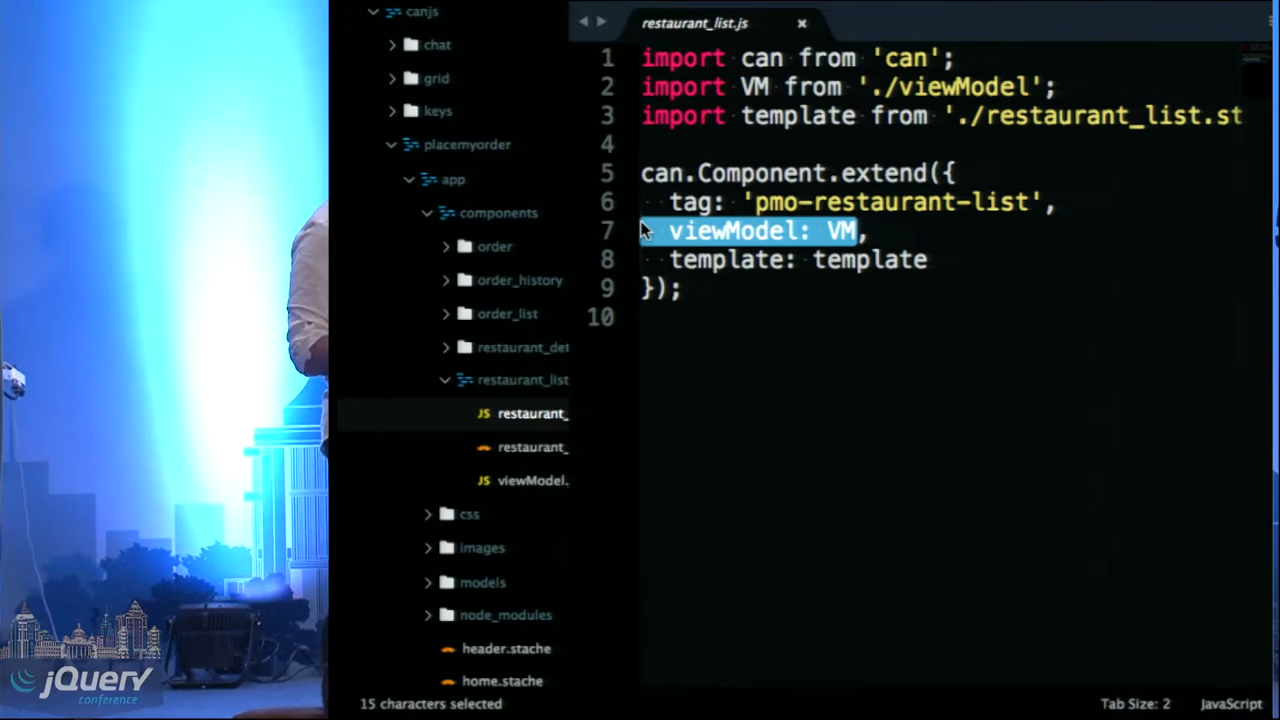 canjs
chat
grid
keys
placemyorder
app
components
order
order_history
order_list
restaurant_det
restaurant_list
restaurant_
restaurant_
viewModel.
css
images
models
node_modules
header.stache
home.stache
restaurant_list.js ×
1 import can from 'can';
2 import VM from './viewModel';
3 import template from './restaurant_list.st
4
5 can.Component.extend({
6 tag: 'pmo-restaurant-list',
7 viewModel: VM,
8 template: template
9 });
10
15 characters selected
Tab Size: 2
JavaScript
jQuery
conference